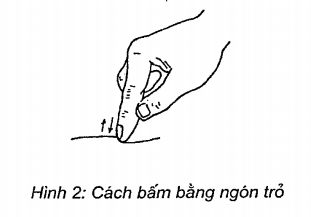 Hình 2: Cách bấm bằng ngón trỏ